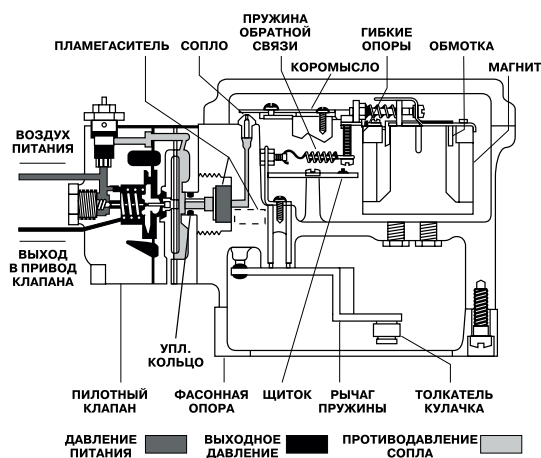 ПРУЖИНА
ОБРАТНОЙ
СВЯЗИ
ГИБКИЕ
ОПОРЫ
ПЛАМЕГАСИТЕЛЬ
СОПЛО
ОБМОТКА
КОРОМЫСЛО
МАГНИТ
ВОЗДУХ
ПИТАНИЯ
ВЫХОД
В ПРИВОД
КЛАПАНА
УПЛ.
КОЛЬЦО
ПИЛОТНЫЙ
КЛАПАН
ФАСОННАЯ
ОПОРА
ЩИТОК
РЫЧАГ
ПРУЖИНЫ
ТОЛКАТЕЛЬ
КУЛАЧКА
ДАВЛЕНИЕ
ПИТАНИЯ
ВЫХОДНОЕ
ДАВЛЕНИЕ
ПРОТИВОДАВЛЕНИЕ
СОПЛА